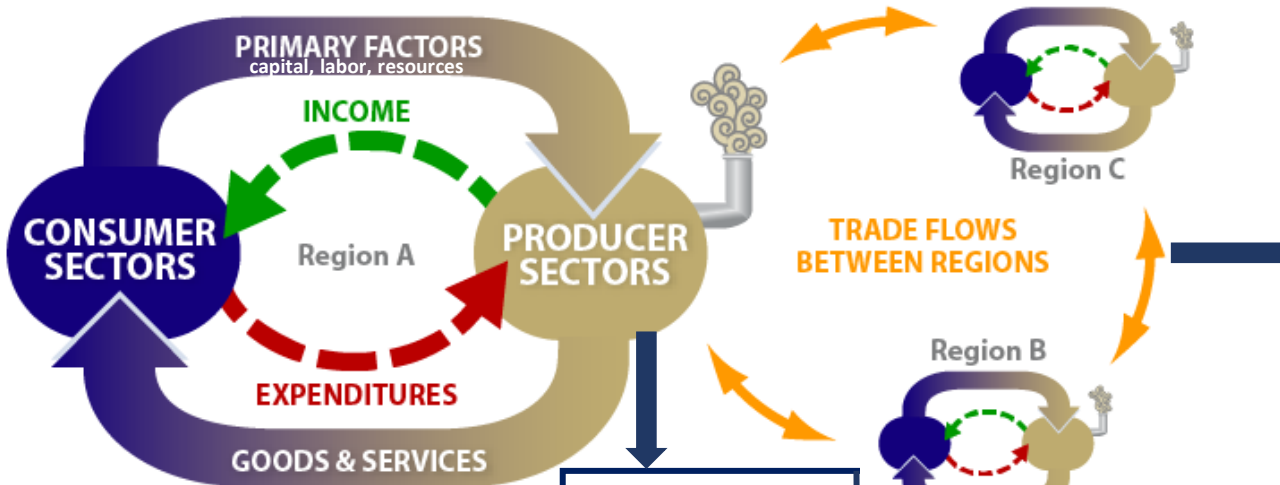 PRIMARY FACTORS
capital, labor, resources
INCOME
CONSUMER
SECTORS
Region A
PRODUCER
SECTORS
EXPENDITURES
GOODS & SERVICES
Region C
TRADE FLOWS
BETWEEN REGIONS
Region B